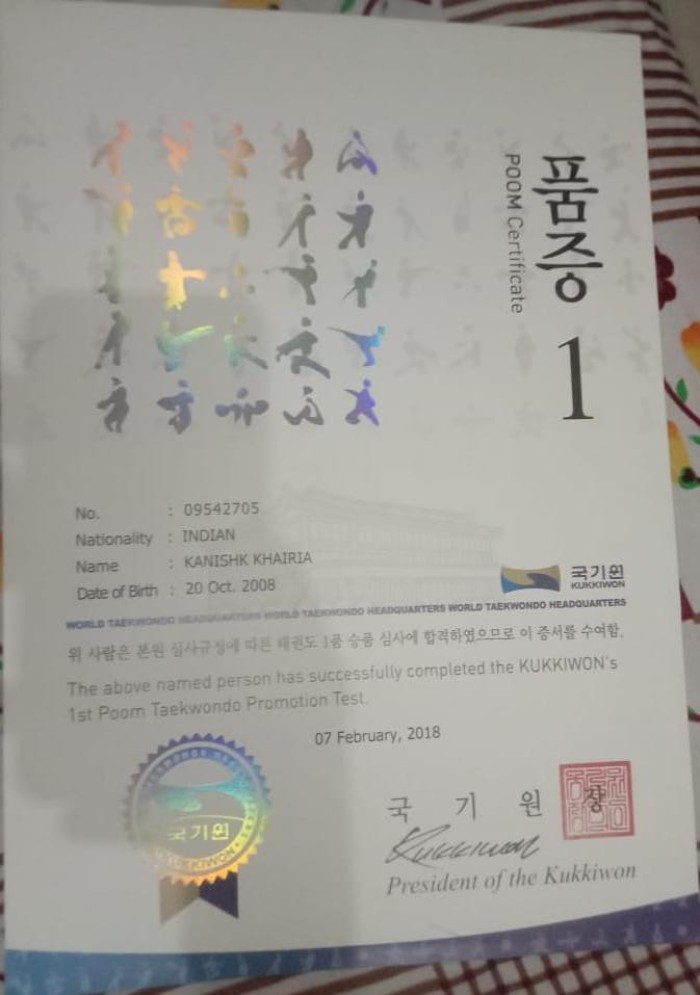 품증
POOM Certificate
1
No. : 09542705
Nationality : INDIAN
Name : KANISHK KHAIRIA
Date of Birth : 20 Oct. 2008
국기원
KUKKIWON
WORLD TAEKWONDO HEADQUARTERS WORLD TAEKWONDO HEADQUARTERS WORLD TAEKWONDO HEADQUARTERS
위 사람은 본원 심사규정에 따른 태권도 1품 승품 심사에 합격하였으므로 이 증서를 수여함.
The above named person has successfully completed the KUKKIWON's
1st Poom Taekwondo Promotion Test.
07 February, 2018
국기원
KUKKIWON
국 기 원 장
Kukkiwon
President of the Kukkiwon